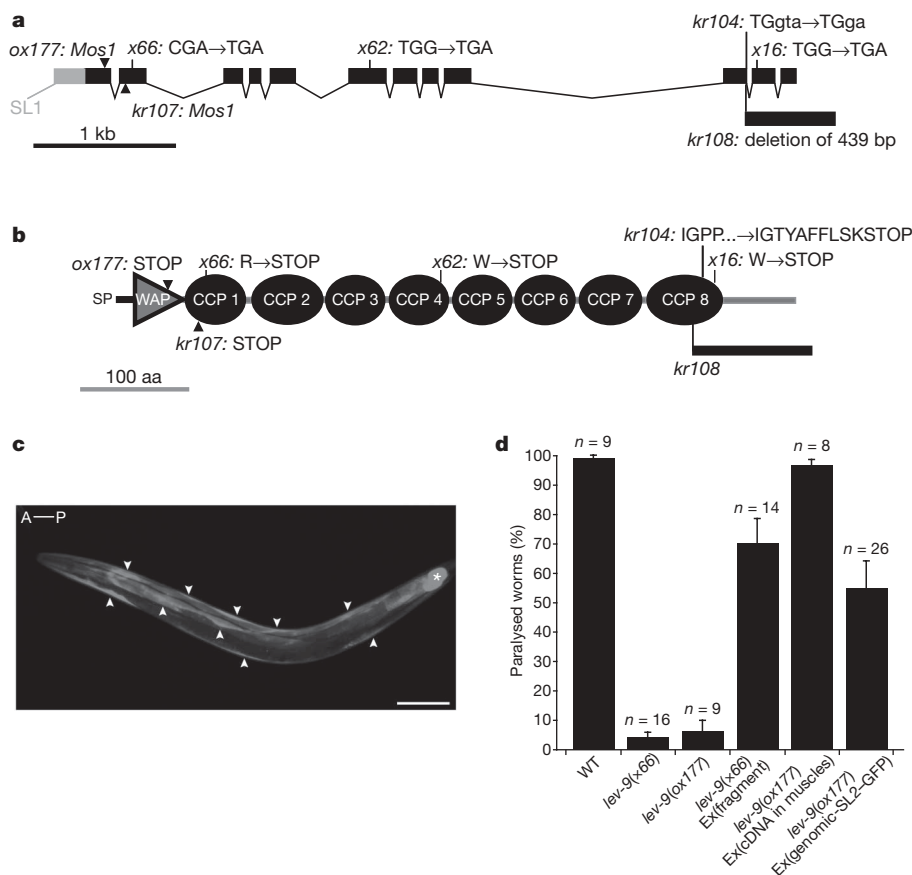 a
ox177: Mos1
x66: CGA→TGA
x62: TGG→TGA
kr104: TGgta→TGga
x16: TGG→TGA
SL1
kr107: Mos1
1 kb
kr108: deletion of 439 bp
b
ox177: STOP
x66: R→STOP
x62: W→STOP
kr104: IGPP...→IGTYAFFLSKSTOP
x16: W→STOP
SP
WAP
CCP 1
CCP 2
CCP 3
CCP 4
CCP 5
CCP 6
CCP 7
CCP 8
kr107: STOP
kr108
100 aa
c
A P
*
d
Paralysed worms (%)
100
90
80
70
60
50
40
30
20
10
0
n = 9
n = 16
n = 9
n = 14
n = 8
n = 26
WT
lev-9(x66)
lev-9(ox177)
lev-9(x66)
Ex(fragment)
lev-9(ox177)
Ex(cDNA in muscles)
lev-9(ox177)
Ex(genomic-SL2–GFP)